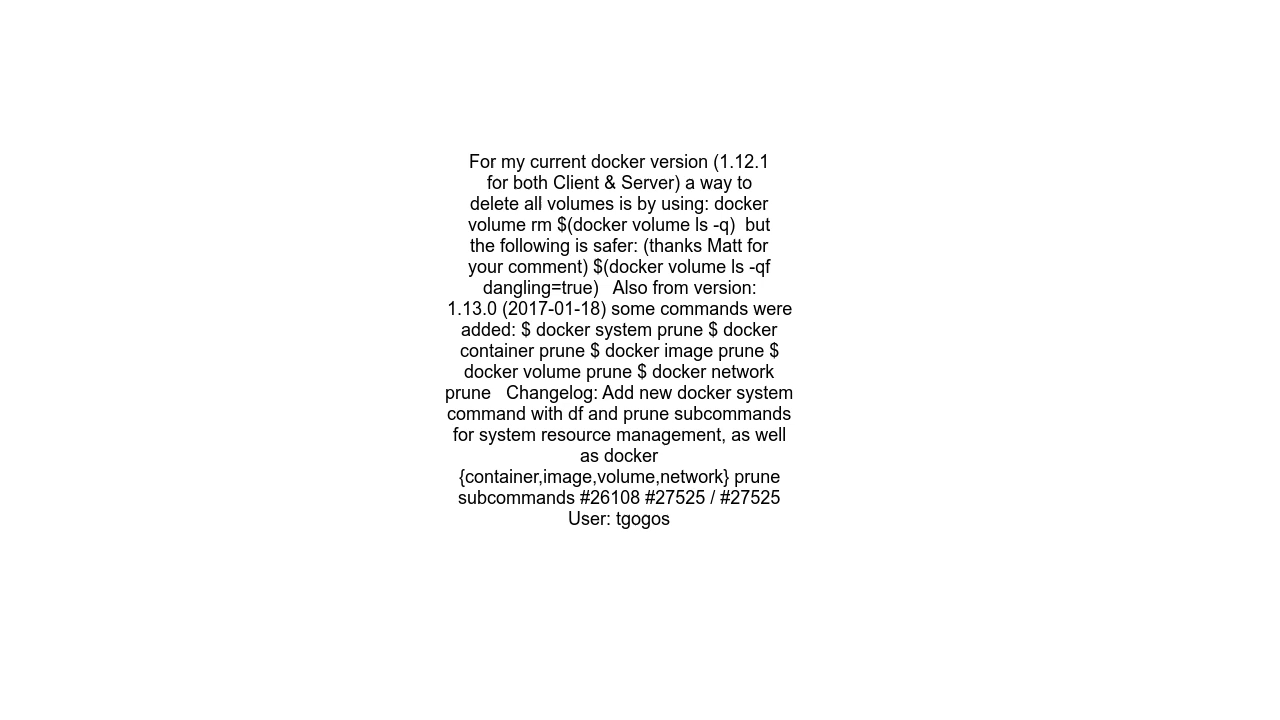 For my current docker version (1.12.1
for both Client & Server) a way to
delete all volumes is by using: docker
volume rm $(docker volume ls -q)  but
the following is safer: (thanks Matt for
your comment) $(docker volume ls -qf
dangling=true)   Also from version:
1.13.0 (2017-01-18) some commands were
added: $ docker system prune $ docker
container prune $ docker image prune $
docker volume prune $ docker network
prune   Changelog: Add new docker system
command with df and prune subcommands
for system resource management, as well
as docker
{container,image,volume,network} prune
subcommands #26108 #27525 / #27525
User: tgogos